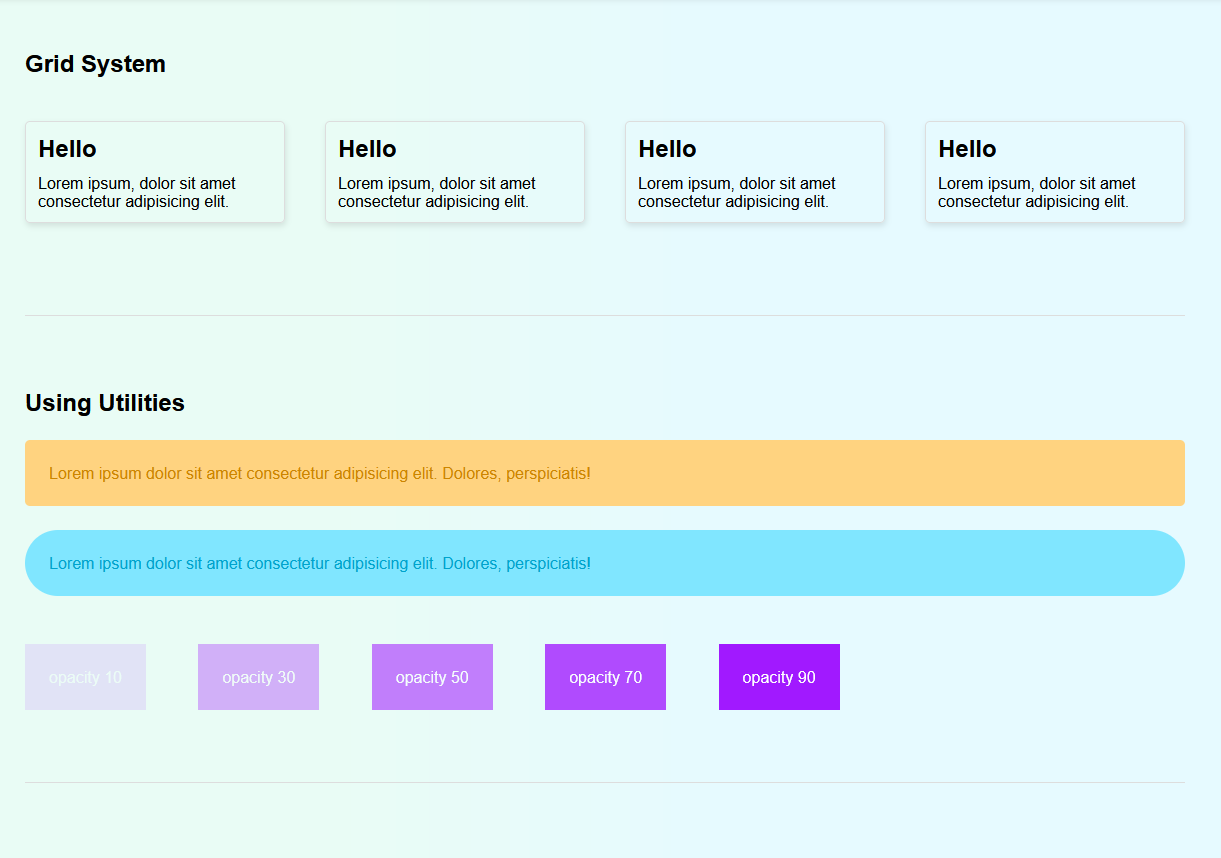 Grid System
Hello Hello Hello Hello
Lorem ipsum, dolor sit amet Lorem ipsum, dolor sit amet Lorem ipsum, dolor sit amet Lorem ipsum, dolor sit amet
consectetur adipisicing elit. consectetur adipisicing elit. consectetur adipisicing elit. consectetur adipisicing elit.
Using Utilities
Lorem ipsum dolor sit amet consectetur adipisicing elit. Dolores, perspiciatis!
Lorem ipsum dolor sit amet consectetur adipisicing elit. Dolores, perspiciatis!
opacity 10 opacity 30 opacity 50 opacity 70 opacity 90